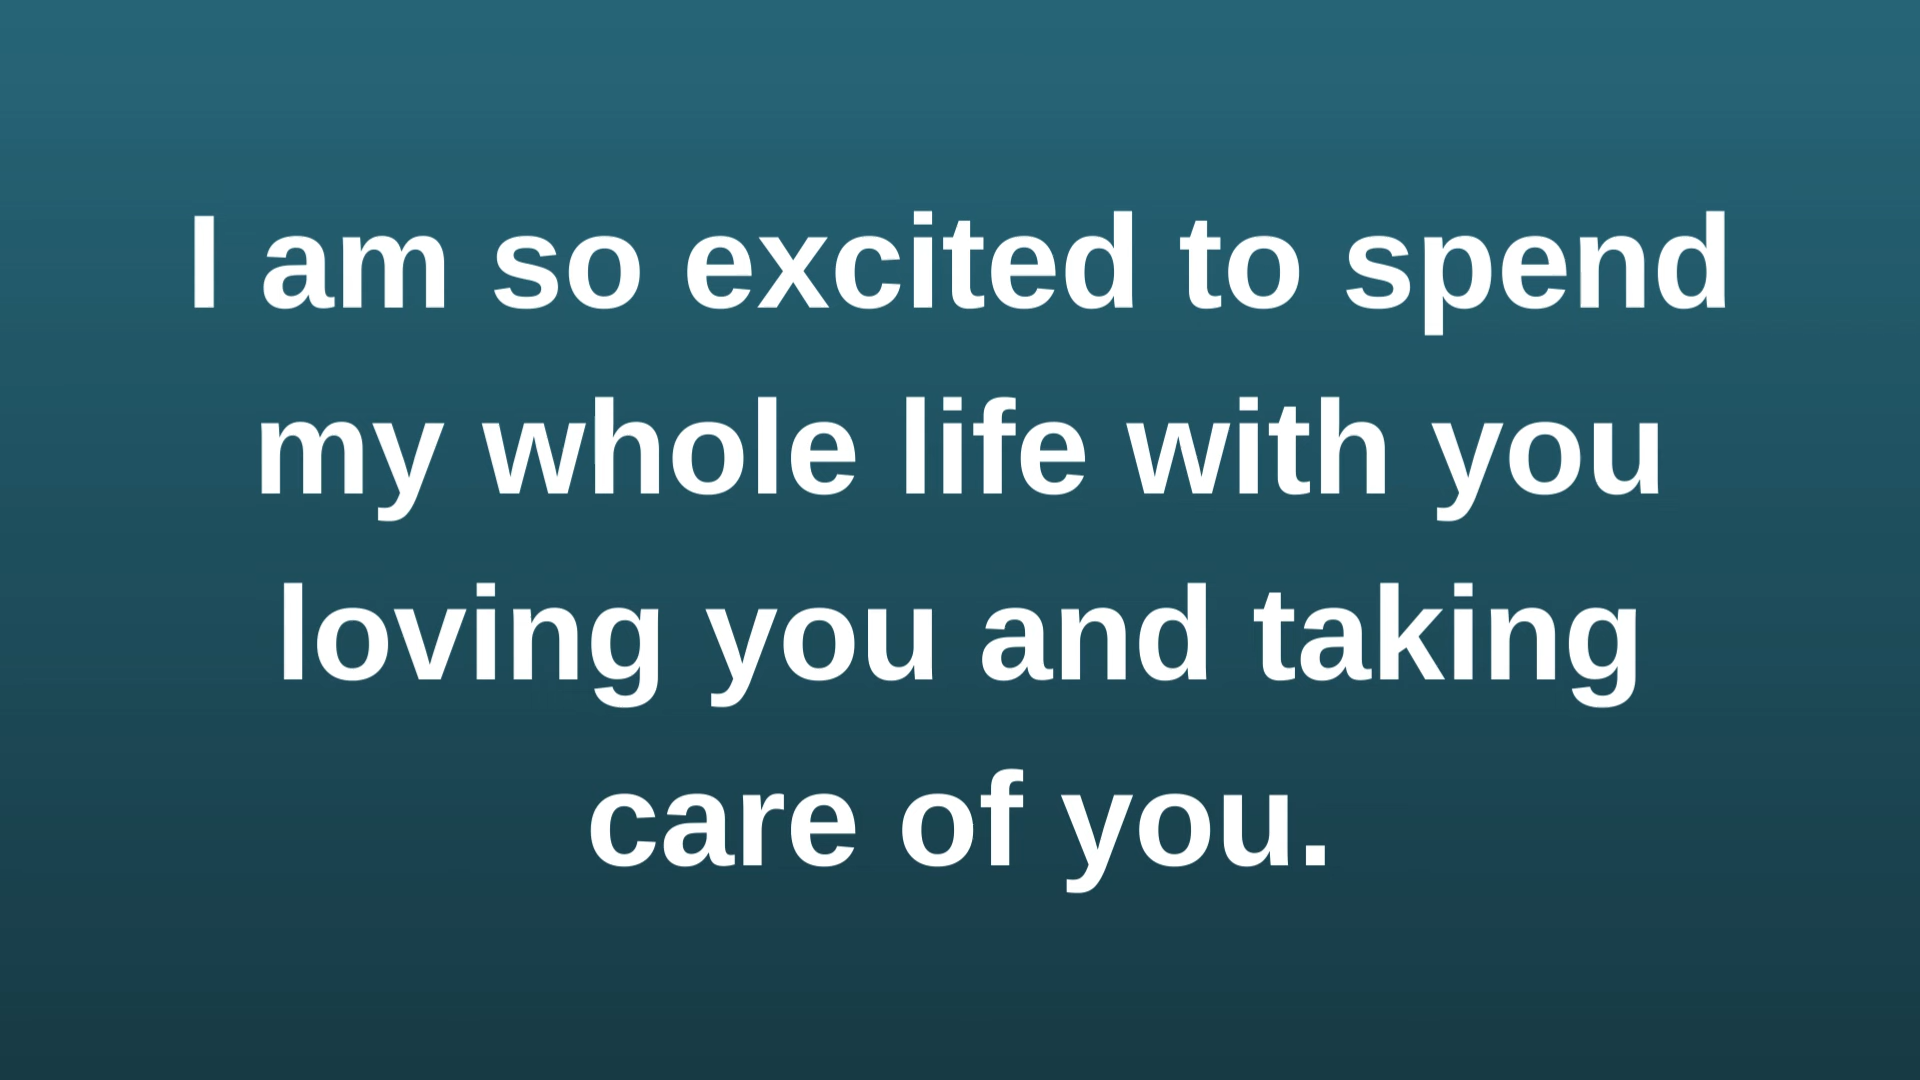 I am so excited to spend
my whole life with you
loving you and taking
care of you.